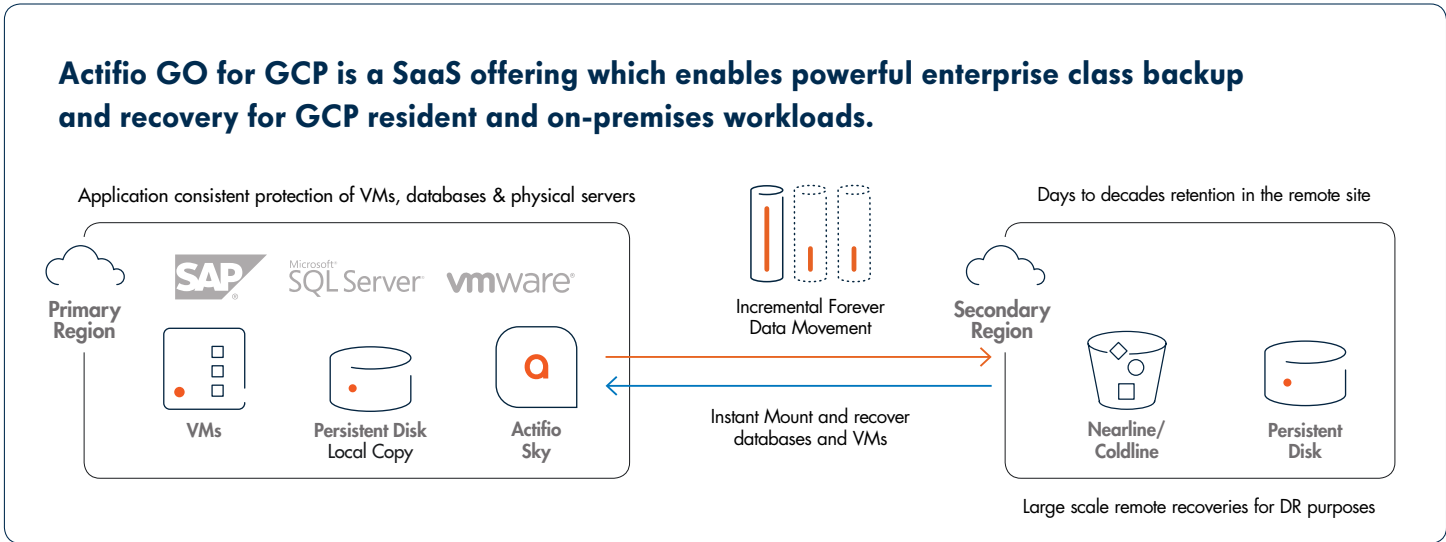 Actifio GO for GCP is a SaaS offering which enables powerful enterprise class backup
and recovery for GCP resident and on-premises workloads.
Application consistent protection of VMs, databases & physical servers
Primary
Region
SAP®
Microsoft®
SQL Server™
vmware®
VMs
Persistent Disk
Local Copy
a
Actifio
Sky
Incremental Forever
Data Movement
Instant Mount and recover
databases and VMs
Days to decades retention in the remote site
Secondary
Region
Nearline/
Coldline
Persistent
Disk
Large scale remote recoveries for DR purposes